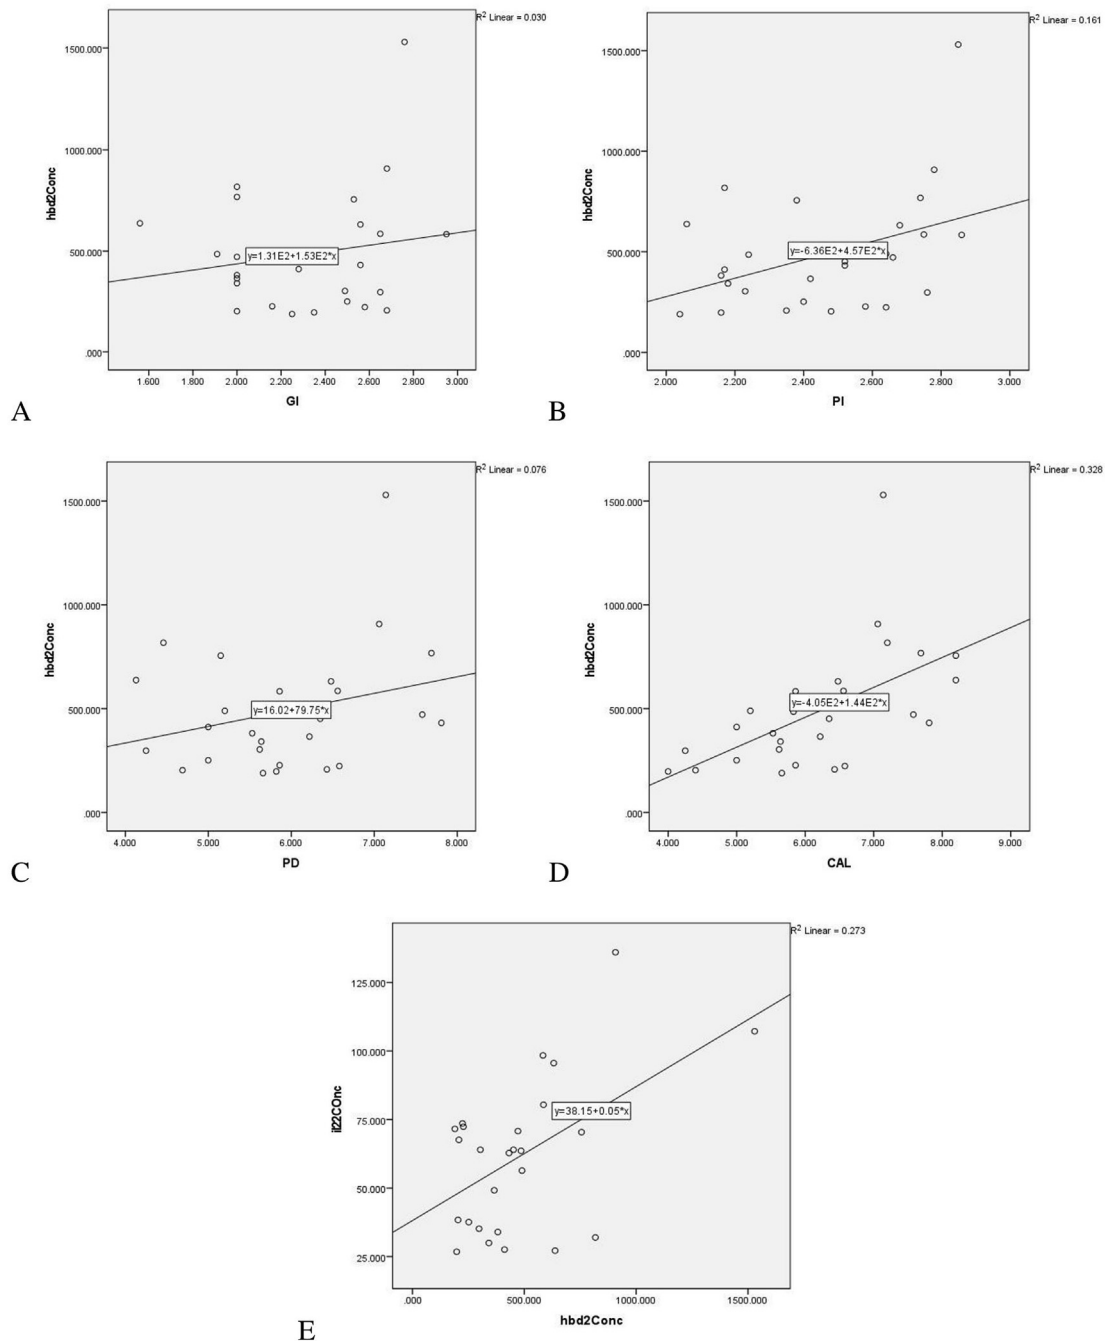 R2 Linear = 0.030
1500.000
1000.000
500.000
.000
hbd2Conc
y=1.31E2+1.53E2*x
1.600 1.800 2.000 2.200 2.400 2.600 2.800 3.000
GI
A
R2 Linear = 0.161
1500.000
1000.000
500.000
.000
hbd2Conc
y=-6.36E2+4.57E2*x
2.000 2.200 2.400 2.600 2.800 3.000
PI
B
R2 Linear = 0.076
1500.000
1000.000
500.000
.000
hbd2Conc
y=16.02+79.75*x
4.000 5.000 6.000 7.000 8.000
PD
C
R2 Linear = 0.328
1500.000
1000.000
500.000
.000
hbd2Conc
y=-4.05E2+1.44E2*x
4.000 5.000 6.000 7.000 8.000 9.000
CAL
D
R2 Linear = 0.273
125.000
100.000
75.000
50.000
25.000
il22COnc
y=38.15+0.05*x
.000 500.000 1000.000 1500.000
hbd2Conc
E